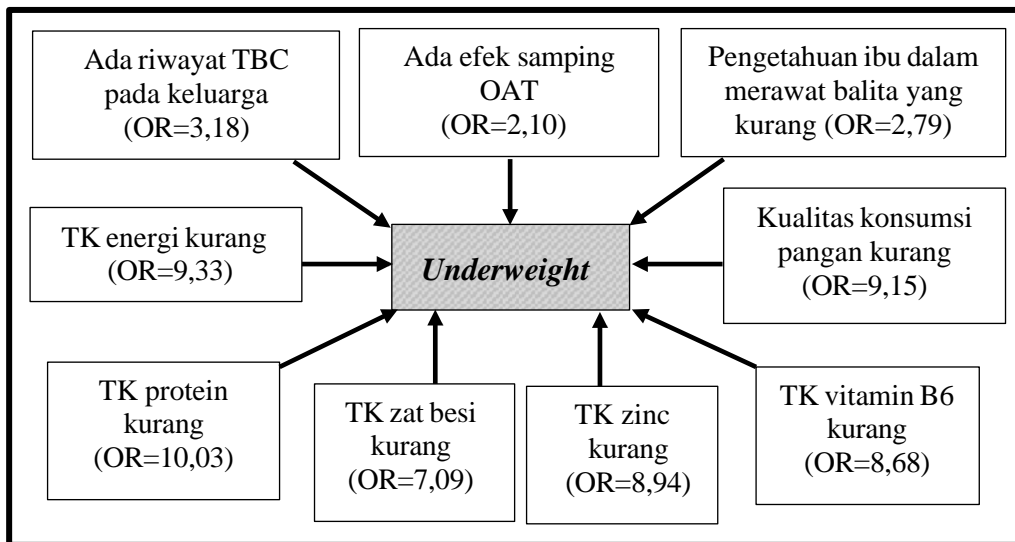 Ada riwayat TBC
pada keluarga
(OR=3,18)
Ada efek samping
OAT
(OR=2,10)
Pengetahuan ibu dalam
merawat balita yang
kurang (OR=2,79)
TK energi kurang
(OR=9,33)
Underweight
Kualitas konsumsi
pangan kurang
(OR=9,15)
TK protein
kurang
(OR=10,03)
TK zat besi
kurang
(OR=7,09)
TK zinc
kurang
(OR=8,94)
TK vitamin B6
kurang
(OR=8,68)